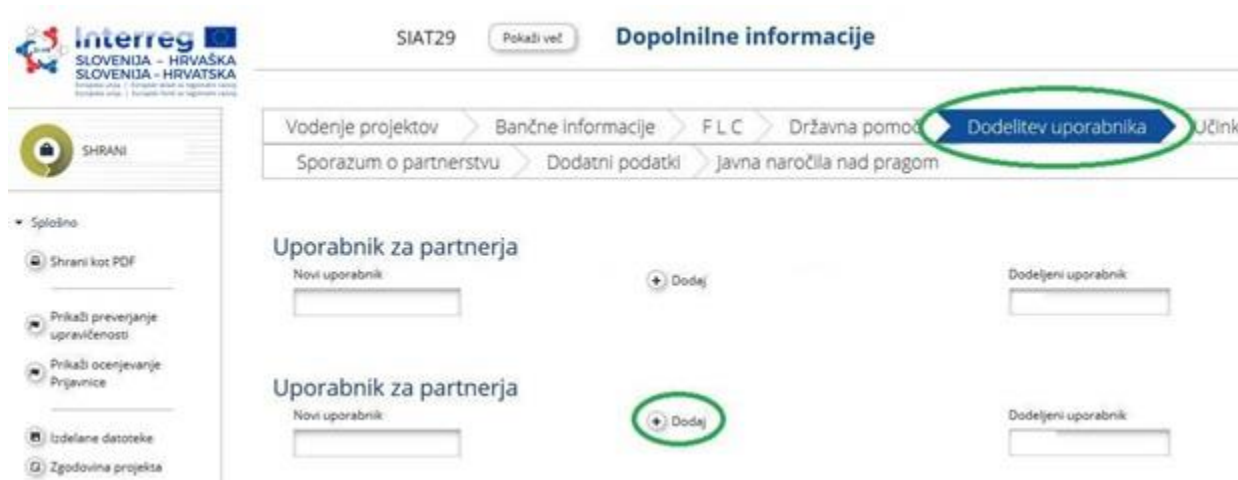 Interreg
SLOVENIJA – HRVAŠKA
SLOVENIJA – HRVATSKA
SIAT29 Pokaži več Dopolnilne informacije
SHRANI
Vodenje projektov Bančne informacije F L C Državna pomoč Dodelitev uporabnika Učink
Sporazum o partnerstvu Dodatni podatki Javna naročila nad pragom
Splošno
Shrani kot PDF
Prikaži preverjanje
upravičenosti
Prikaži ocenjevanje
Prijavnice
Izdelane datoteke
Zgodovina projekta
Uporabnik za partnerja
Novi uporabnik Dodaj Dodeljeni uporabnik
Uporabnik za partnerja
Novi uporabnik Dodaj Dodeljeni uporabnik